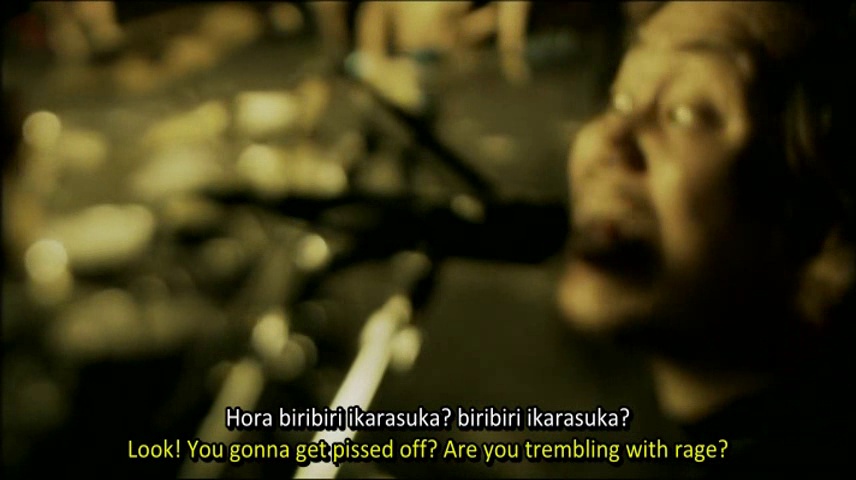 Hora biribiri ikarasuka? biribiri ikarasuka?
Look! You gonna get pissed off? Are you trembling with rage?